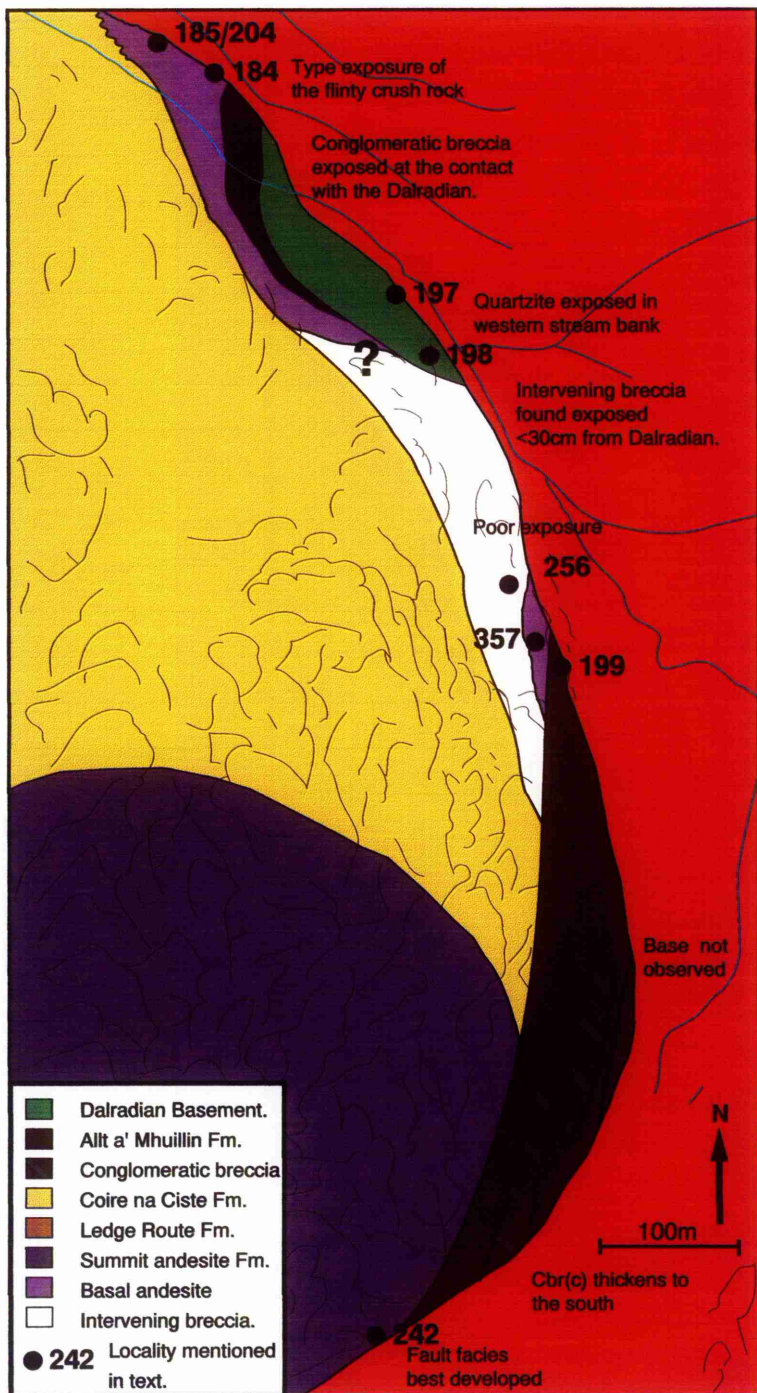 185/204
184
Type exposure of
the flinty crush rock
Conglomeratic breccia
exposed at the contact
with the Dalradian.
197
Quartzite exposed in
western stream bank
?
198
Intervening breccia
found exposed
<30cm from Dalradian.
Poor exposure
256
357
199
Base not
observed
N
100m
Cbr(c) thickens to
the south
242
Fault facies
best developed
Dalradian Basement.
Allt a' Mhuillin Fm.
Conglomeratic breccia
Coire na Ciste Fm.
Ledge Route Fm.
Summit andesite Fm.
Basal andesite
Intervening breccia.
242 Locality mentioned
in text.